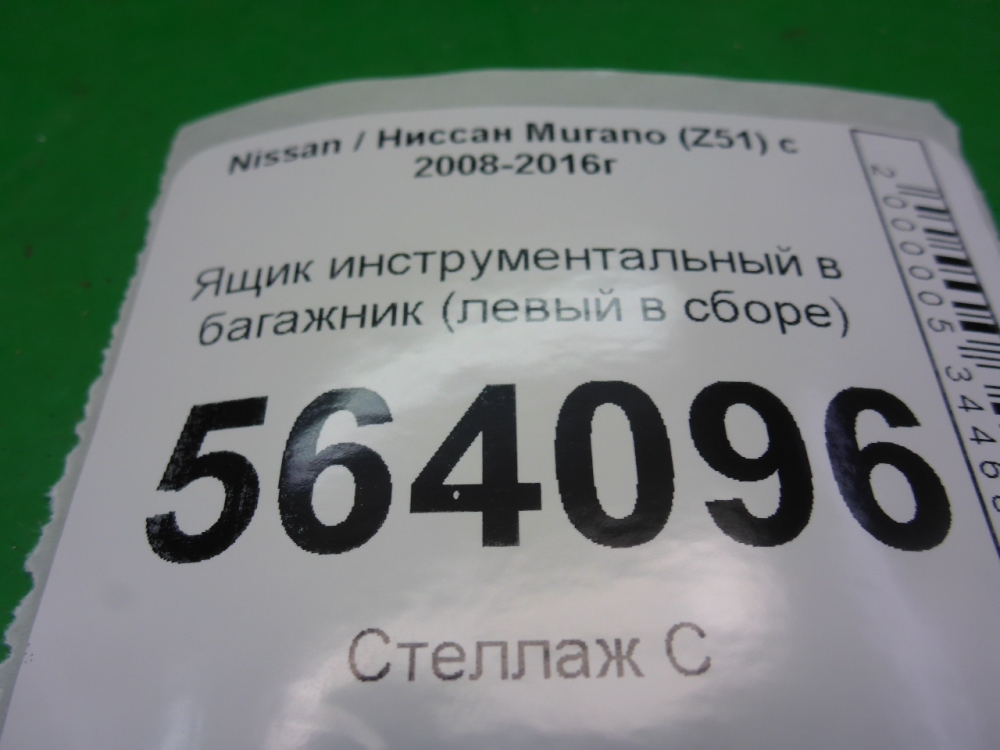 Nissan / Ниссан Murano (Z51) с
2008-2016г
Ящик инструментальный в
багажник (левый в сборе)
564096
Стеллаж С